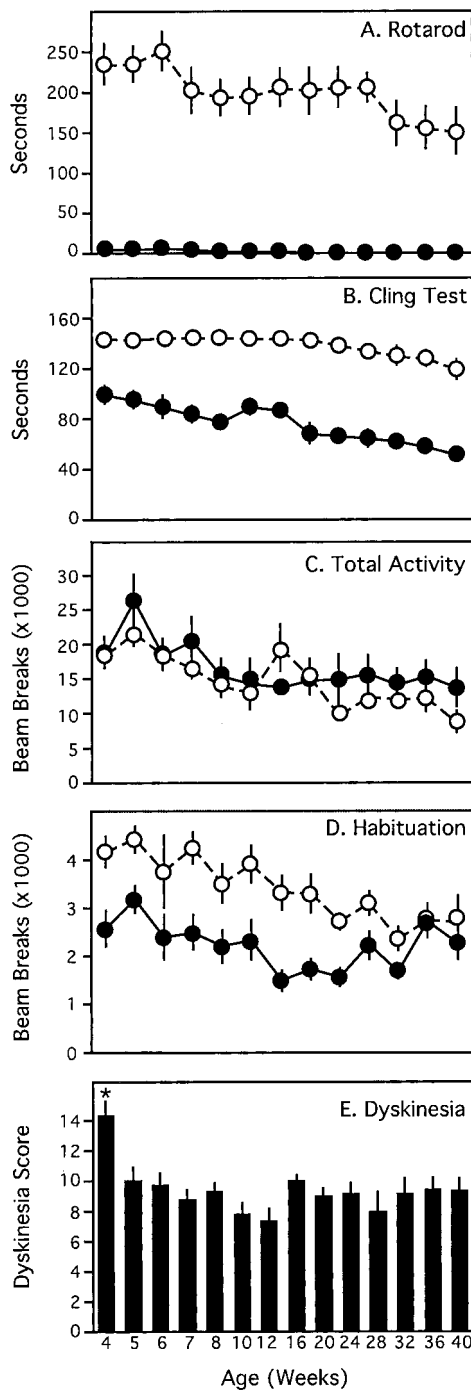 A. Rotarod
Seconds
250
200
150
100
50
0
B. Cling Test
Seconds
160
120
80
40
0
C. Total Activity
Beam Breaks (x1000)
30
25
20
15
10
5
0
D. Habituation
Beam Breaks (x1000)
4
3
2
1
0
E. Dyskinesia
Dyskinesia Score
*
14
12
10
8
6
4
2
4 5 6 7 8 10 12 16 20 24 28 32 36 40
Age (Weeks)